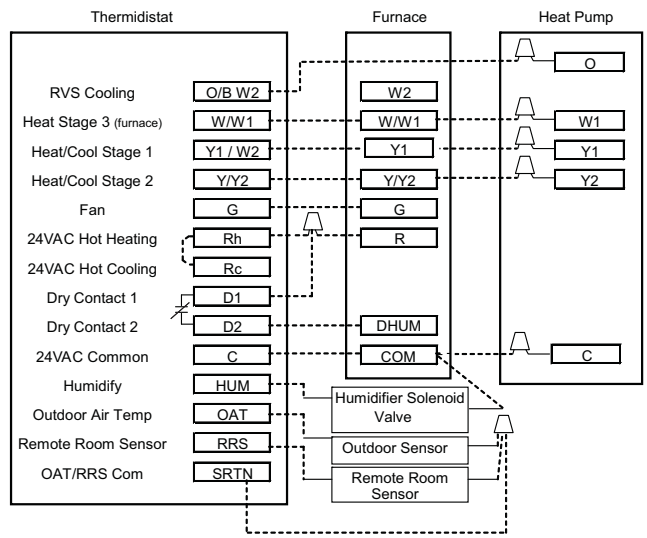 Thermidistat Furnace Heat Pump
O
RVS Cooling O/B W2 W2
Heat Stage 3 (furnace) W/W1 W/W1 W1
Heat/Cool Stage 1 Y1 / W2 Y1 Y1
Heat/Cool Stage 2 Y/Y2 Y/Y2 Y2
Fan G G
24VAC Hot Heating Rh R
24VAC Hot Cooling Rc
Dry Contact 1 D1
Dry Contact 2 D2 DHUM
24VAC Common C COM C
Humidify HUM
Humidifier Solenoid
Valve
Outdoor Air Temp OAT
Remote Room Sensor RRS
Outdoor Sensor
OAT/RRS Com SRTN
Remote Room
Sensor